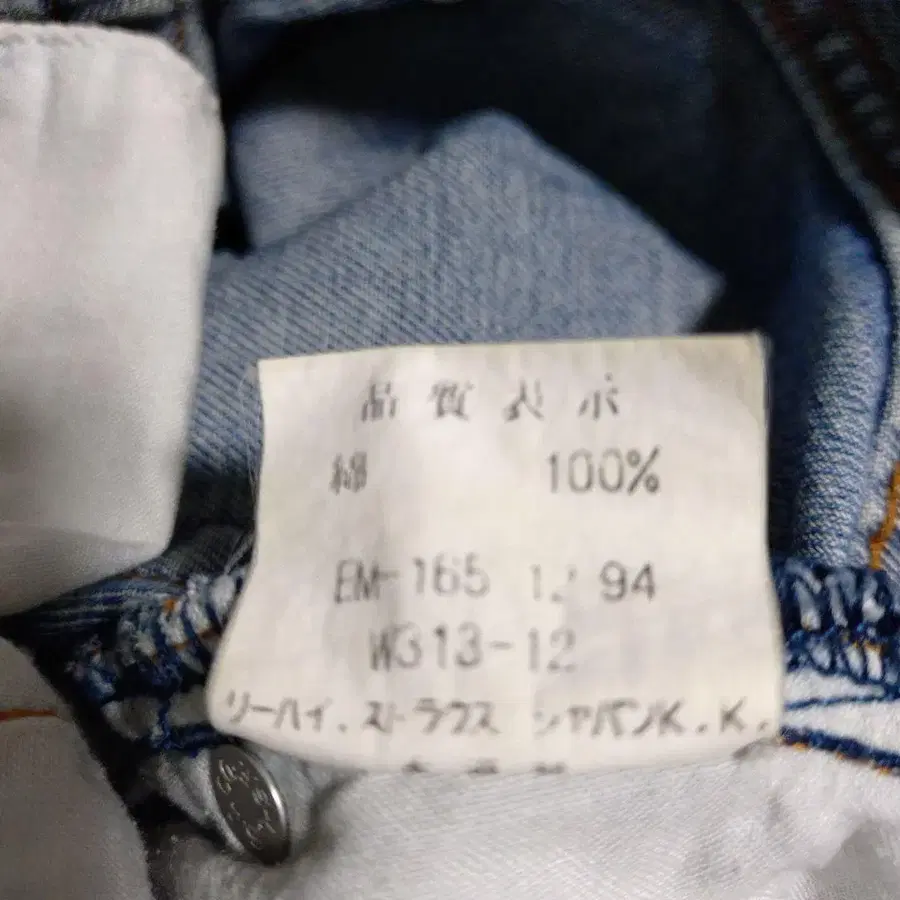 品質表示
綿 100%
EM-165 12 94
W313-12
リーバイ.ストラウス ジャパンK.K.